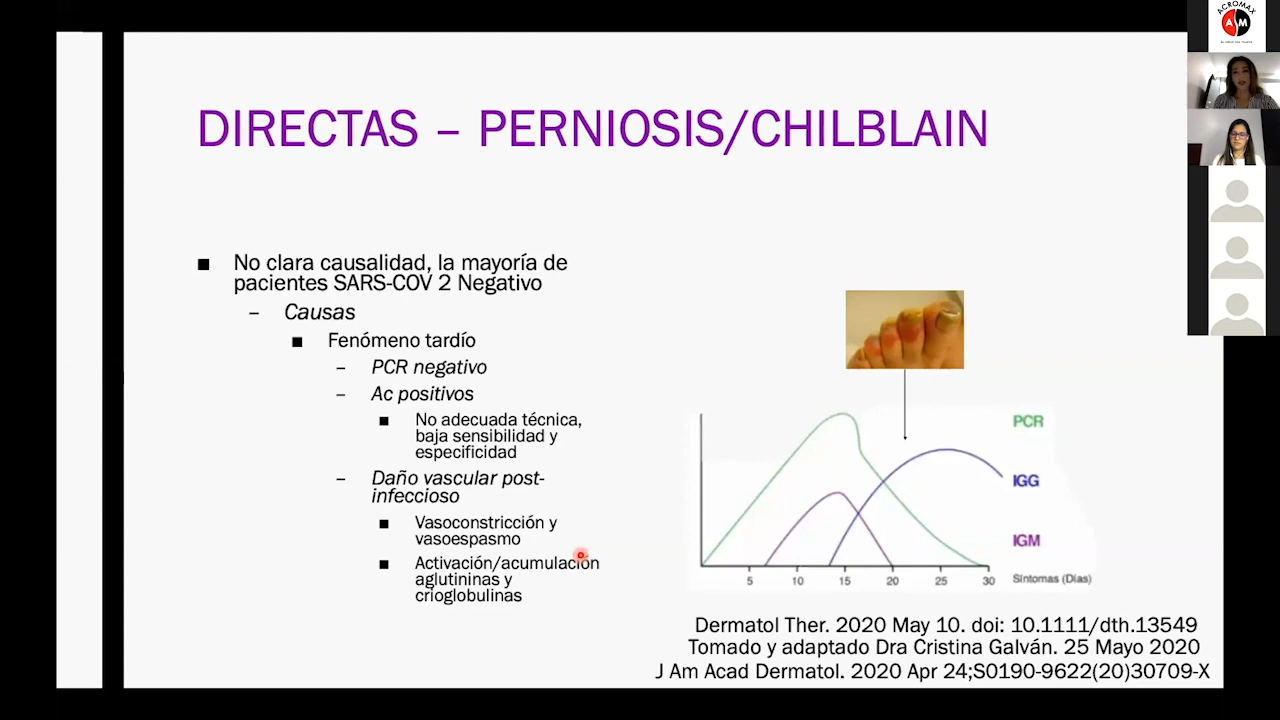 DIRECTAS – PERNIOSIS/CHILBLAIN
■ No clara causalidad, la mayoría de
pacientes SARS-COV 2 Negativo
– Causas
■ Fenómeno tardío
– PCR negativo
– Ac positivos
■ No adecuada técnica,
baja sensibilidad y
especificidad
– Daño vascular post-
infeccioso
■ Vasoconstricción y
vasoespasmo
■ Activación/acumulación
aglutininas y
crioglobulinas
PCR
IGG
IGM
5 10 15 20 25 30 Síntomas (Días)
Dermatol Ther. 2020 May 10. doi: 10.1111/dth.13549
Tomado y adaptado Dra Cristina Galván. 25 Mayo 2020
J Am Acad Dermatol. 2020 Apr 24;S0190-9622(20)30709-X
ACROMAX
A M